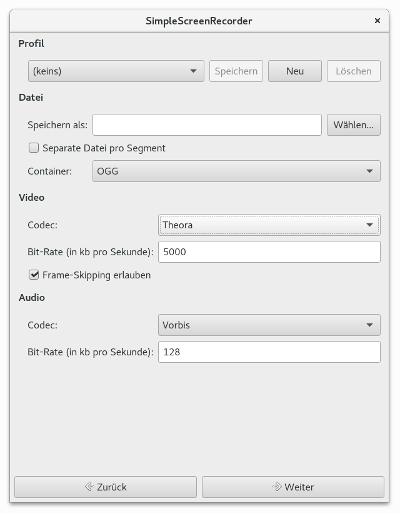 SimpleScreenRecorder ×
Profil
(keins) Speichern Neu Löschen
Datei
Speichern als: Wählen...
Separate Datei pro Segment
Container: OGG
Video
Codec: Theora
Bit-Rate (in kb pro Sekunde): 5000
Frame-Skipping erlauben
Audio
Codec: Vorbis
Bit-Rate (in kb pro Sekunde): 128
Zurück Weiter